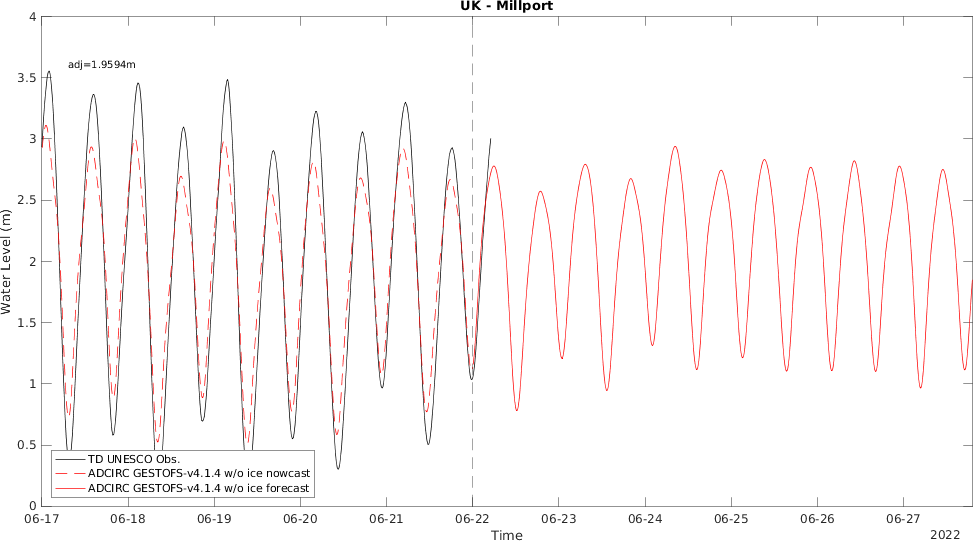 UK - Millport
adj=1.9594m
Water Level (m)
4
3.5
3
2.5
2
1.5
1
0.5
0
TD UNESCO Obs.
ADCIRC GESTOFS-v4.1.4 w/o ice nowcast
ADCIRC GESTOFS-v4.1.4 w/o ice forecast
06-17 06-18 06-19 06-20 06-21 06-22 06-23 06-24 06-25 06-26 06-27
Time
2022